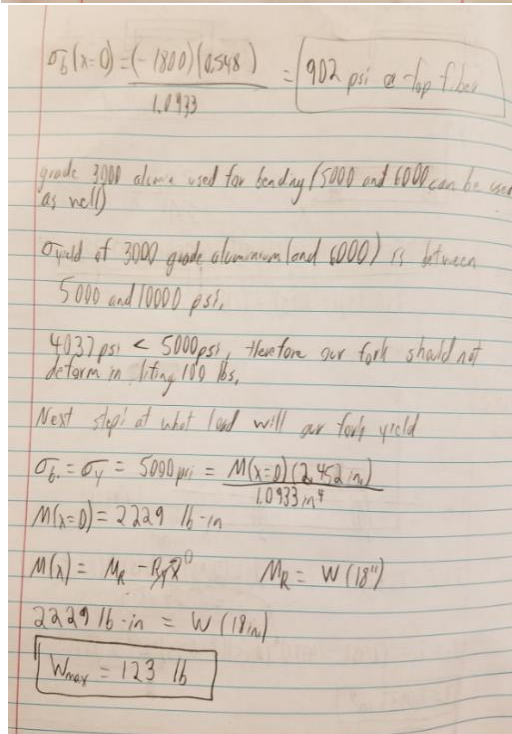 σb(x=0) = (-1800)(0.548) / 1.0933 = 902 psi @ top fiber
grade 3000 used for bending (5000 and 6000 can be used
as well)
σyield of 3000 grade aluminium (and 6000) is between
5000 and 10000 psi.
4037 psi < 5000 psi, therefore our fork should not
deform in lifting 100 lbs.
Next step: at what load will our fork yield
σb = σy = 5000 psi = M(x=0)(2.452 in) / 1.0933 in⁴
M(x=0) = 2229 lb-in
M(x) = MR - RyX⁰ MR = W(18")
2229 lb-in = W(18in)
Wmax = 123 lb